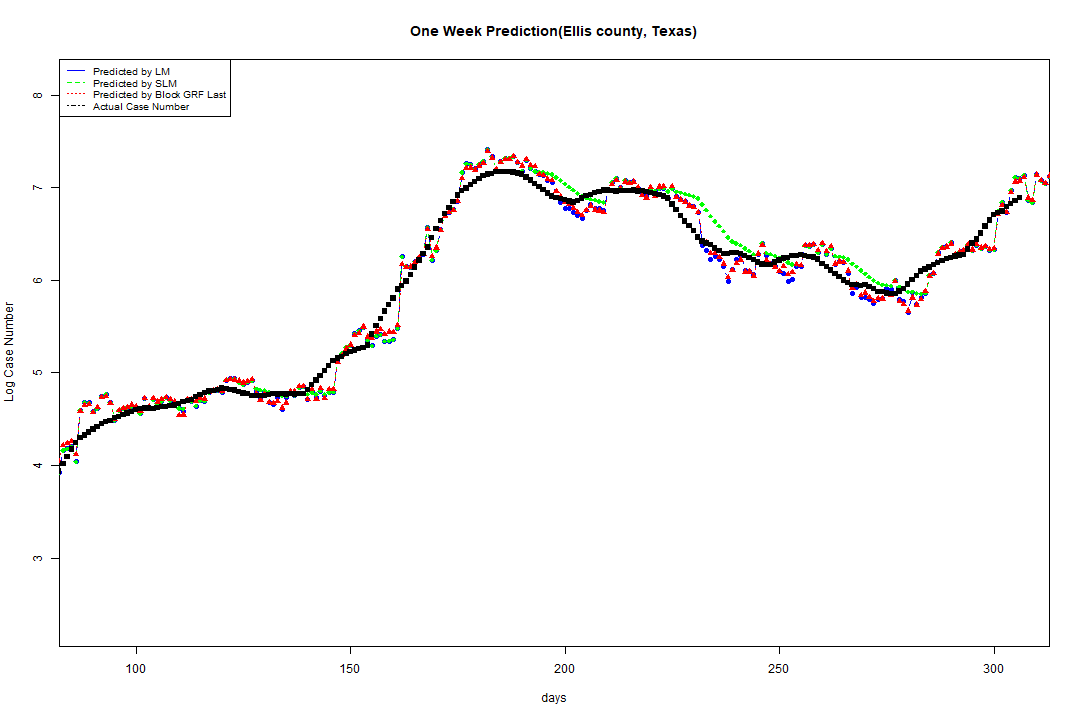 One Week Prediction(Ellis county, Texas)
Predicted by LM
Predicted by SLM
Predicted by Block GRF Last
Actual Case Number
8
7
6
5
4
3
Log Case Number
100 150 200 250 300
days